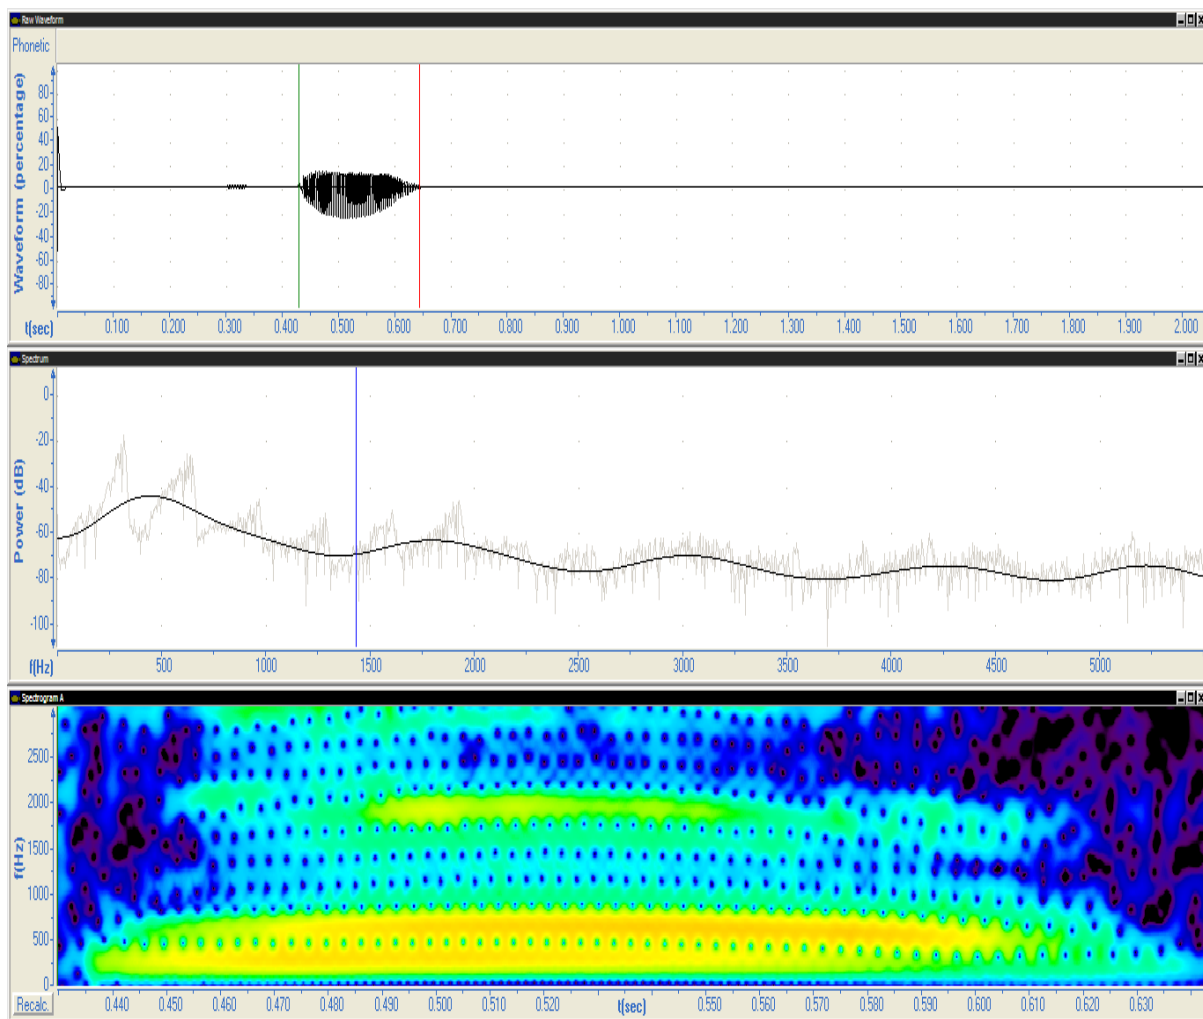 Raw Waveform
Phonetic
Waveform (percentage)
80
60
40
20
0
-20
-40
-60
-80
t(sec) 0.100 0.200 0.300 0.400 0.500 0.600 0.700 0.800 0.900 1.000 1.100 1.200 1.300 1.400 1.500 1.600 1.700 1.800 1.900 2.000
Spectrum
Power (dB)
0
-20
-40
-60
-80
-100
f(Hz) 500 1000 1500 2000 2500 3000 3500 4000 4500 5000
Spectrogram A
f(Hz)
2500
2000
1500
1000
500
0
Recalc. 0.440 0.450 0.460 0.470 0.480 0.490 0.500 0.510 0.520 t(sec) 0.550 0.560 0.570 0.580 0.590 0.600 0.610 0.620 0.630